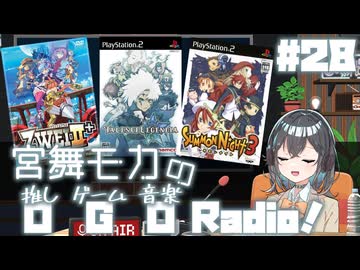 #28
PlayStation 2
PlayStation 2
ZWEI II+
TALES OF LEGENDIA
SUMMON NIGHT 3
宮舞モカの
推し ゲーム 音楽
O G O Radio!
ON AIR